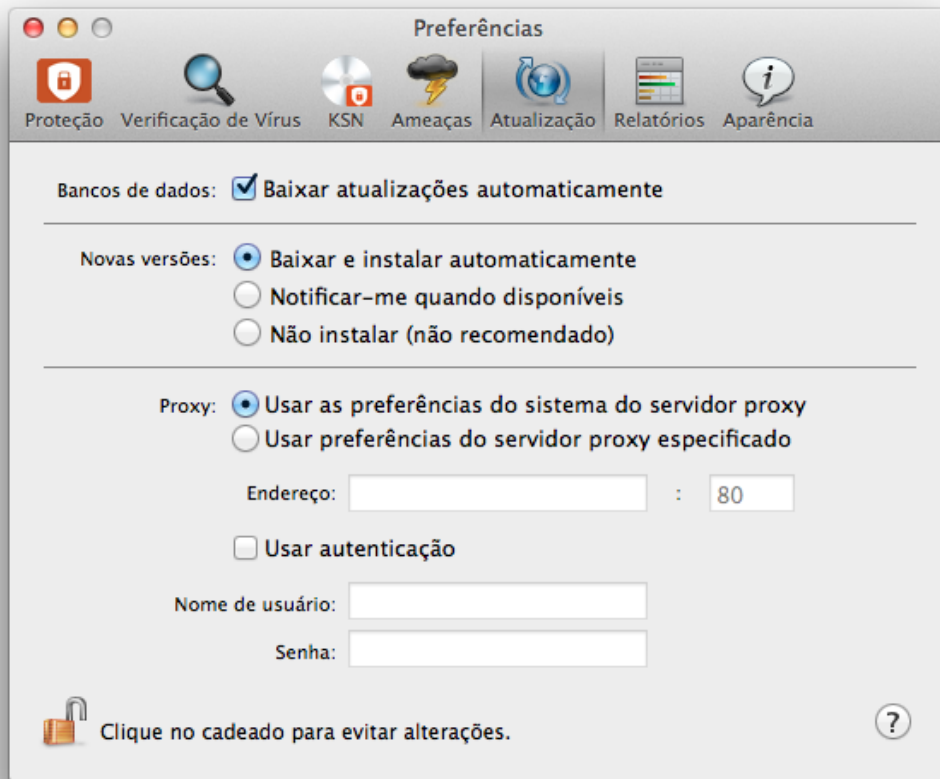 Preferências
Proteção Verificação de Vírus KSN Ameaças Atualização Relatórios Aparência
Bancos de dados: Baixar atualizações automaticamente
Novas versões: Baixar e instalar automaticamente
Notificar-me quando disponíveis
Não instalar (não recomendado)
Proxy: Usar as preferências do sistema do servidor proxy
Usar preferências do servidor proxy especificado
Endereço: : 80
Usar autenticação
Nome de usuário:
Senha:
Clique no cadeado para evitar alterações. ?